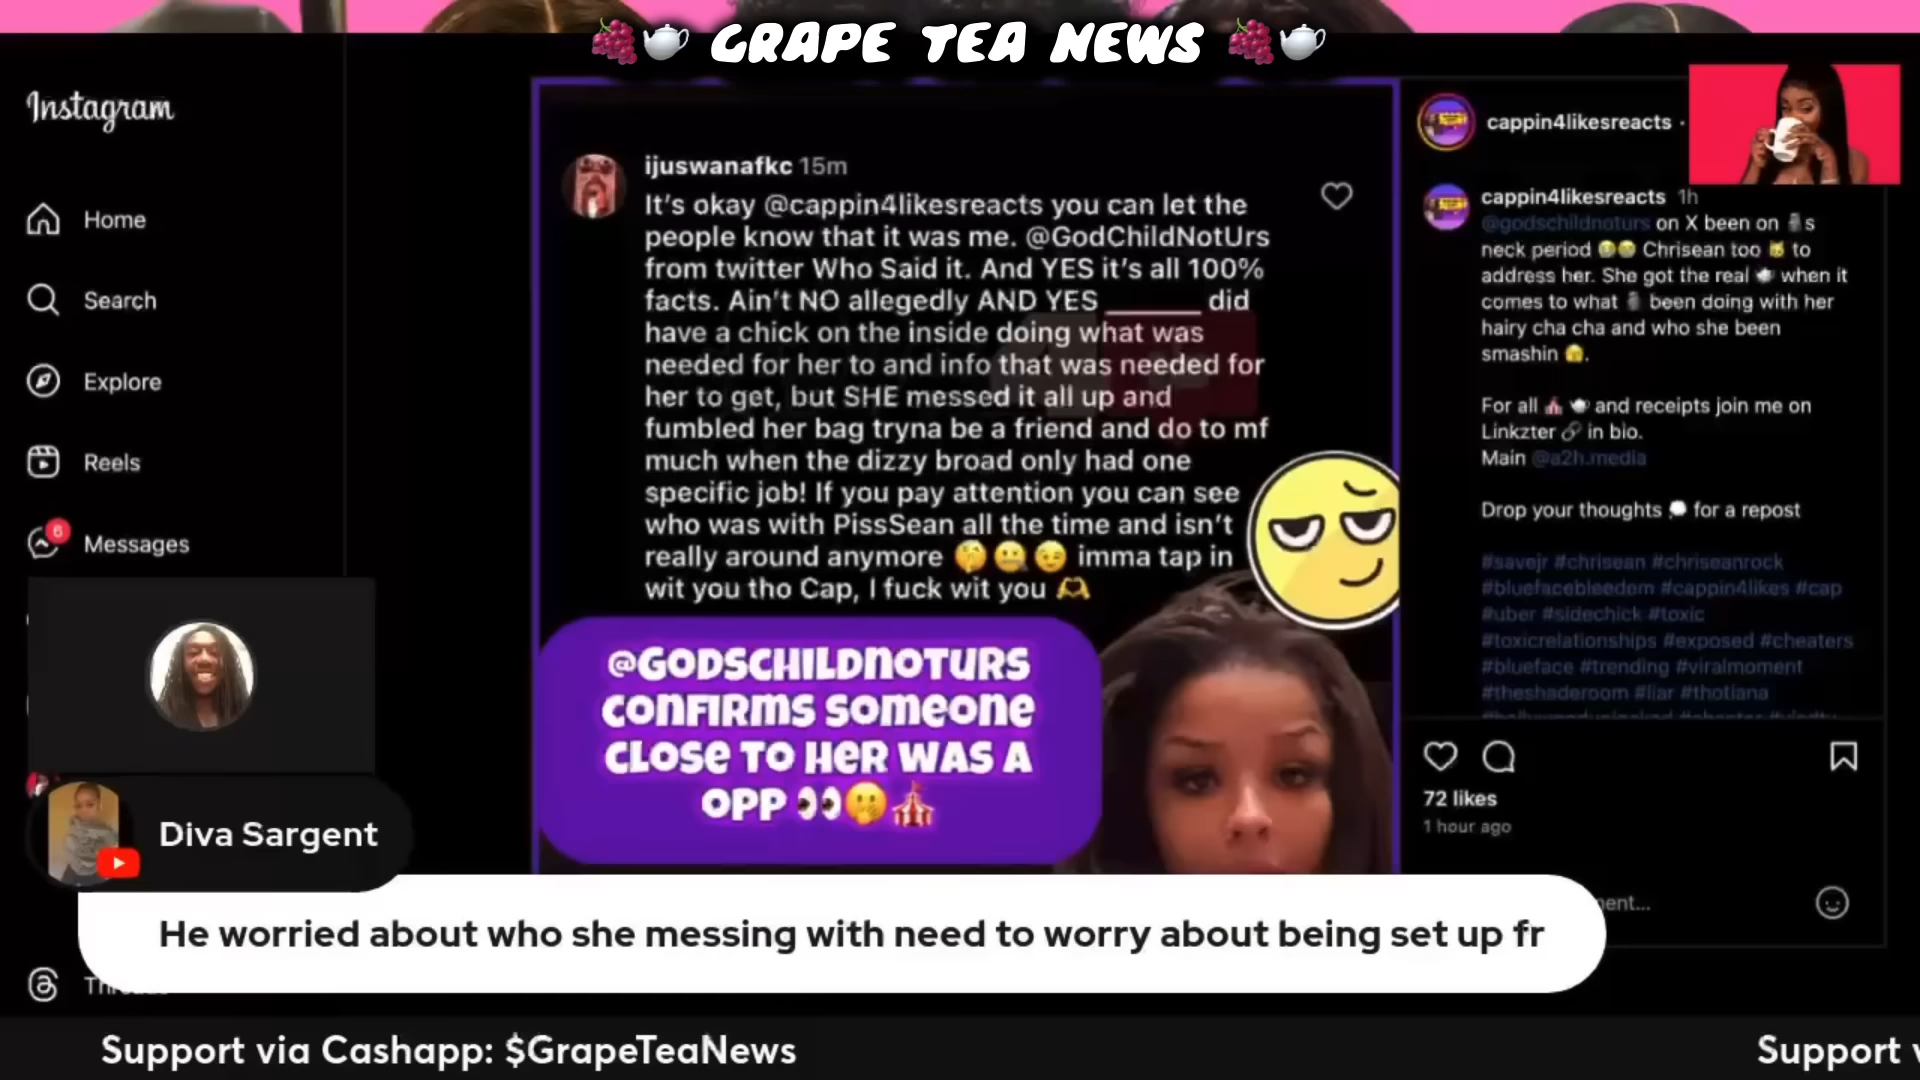 GRAPE TEA NEWS
Instagram
Home
Search
Explore
Reels
6
Messages
ijuswanafkc 15m
It's okay @cappin4likesreacts you can let the
people know that it was me. @GodChildNotUrs
from twitter Who Said it. And YES it's all 100%
facts. Ain't NO allegedly AND YES ______ did
have a chick on the inside doing what was
needed for her to and info that was needed for
her to get, but SHE messed it all up and
fumbled her bag tryna be a friend and do to mf
much when the dizzy broad only had one
specific job! If you pay attention you can see
who was with PissSean all the time and isn't
really around anymore 🤔🤐😉 imma tap in
wit you tho Cap, I fuck wit you 🫶
@GODSCHILDNOTURS
CONFIRMS SOMEONE
CLOSE TO HER WAS A
OPP 👀🤭🎪
cappin4likesreacts •
cappin4likesreacts 1h
@godschildnoturs on X been on s
neck period Chrisean too to
address her. She got the real when it
comes to what been doing with her
hairy cha cha and who she been
smashin .
For all 🎪 🫖 and receipts join me on
Linkzter 🔗 in bio.
Main @a2h.media
Drop your thoughts 💭 for a repost
#savejr #chrisean #chriseanrock
#bluefacebleedem #cappin4likes #cap
#uber #sidechick #toxic
#toxicrelationships #exposed #cheaters
#blueface #trending #viralmoment
#theshaderoom #liar #thotiana
72 likes
1 hour ago
Diva Sargent
He worried about who she messing with need to worry about being set up fr
Support via Cashapp: $GrapeTeaNews
Support